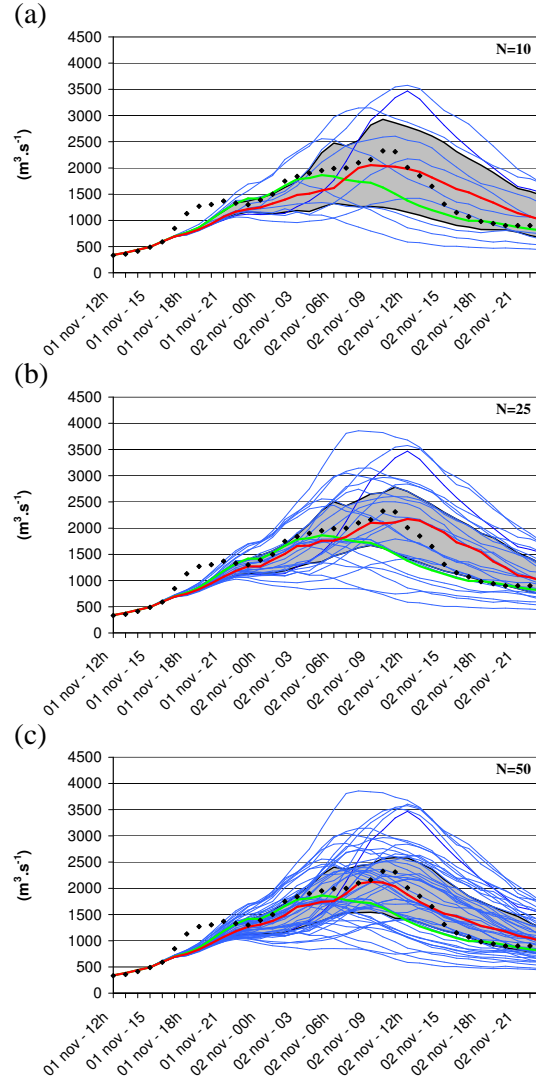 (a)
4500
N=10
4000
3500
3000
2500
2000
1500
1000
500
0
(m³.s⁻¹)
01 nov - 12h
01 nov - 15
01 nov - 18h
01 nov - 21
02 nov - 00h
02 nov - 03
02 nov - 06h
02 nov - 09
02 nov - 12h
02 nov - 15
02 nov - 18h
02 nov - 21
(b)
4500
N=25
4000
3500
3000
2500
2000
1500
1000
500
0
(m³.s⁻¹)
01 nov - 12h
01 nov - 15
01 nov - 18h
01 nov - 21
02 nov - 00h
02 nov - 03
02 nov - 06h
02 nov - 09
02 nov - 12h
02 nov - 15
02 nov - 18h
02 nov - 21
(c)
4500
N=50
4000
3500
3000
2500
2000
1500
1000
500
0
(m³.s⁻¹)
01 nov - 12h
01 nov - 15
01 nov - 18h
01 nov - 21
02 nov - 00h
02 nov - 03
02 nov - 06h
02 nov - 09
02 nov - 12h
02 nov - 15
02 nov - 18h
02 nov - 21